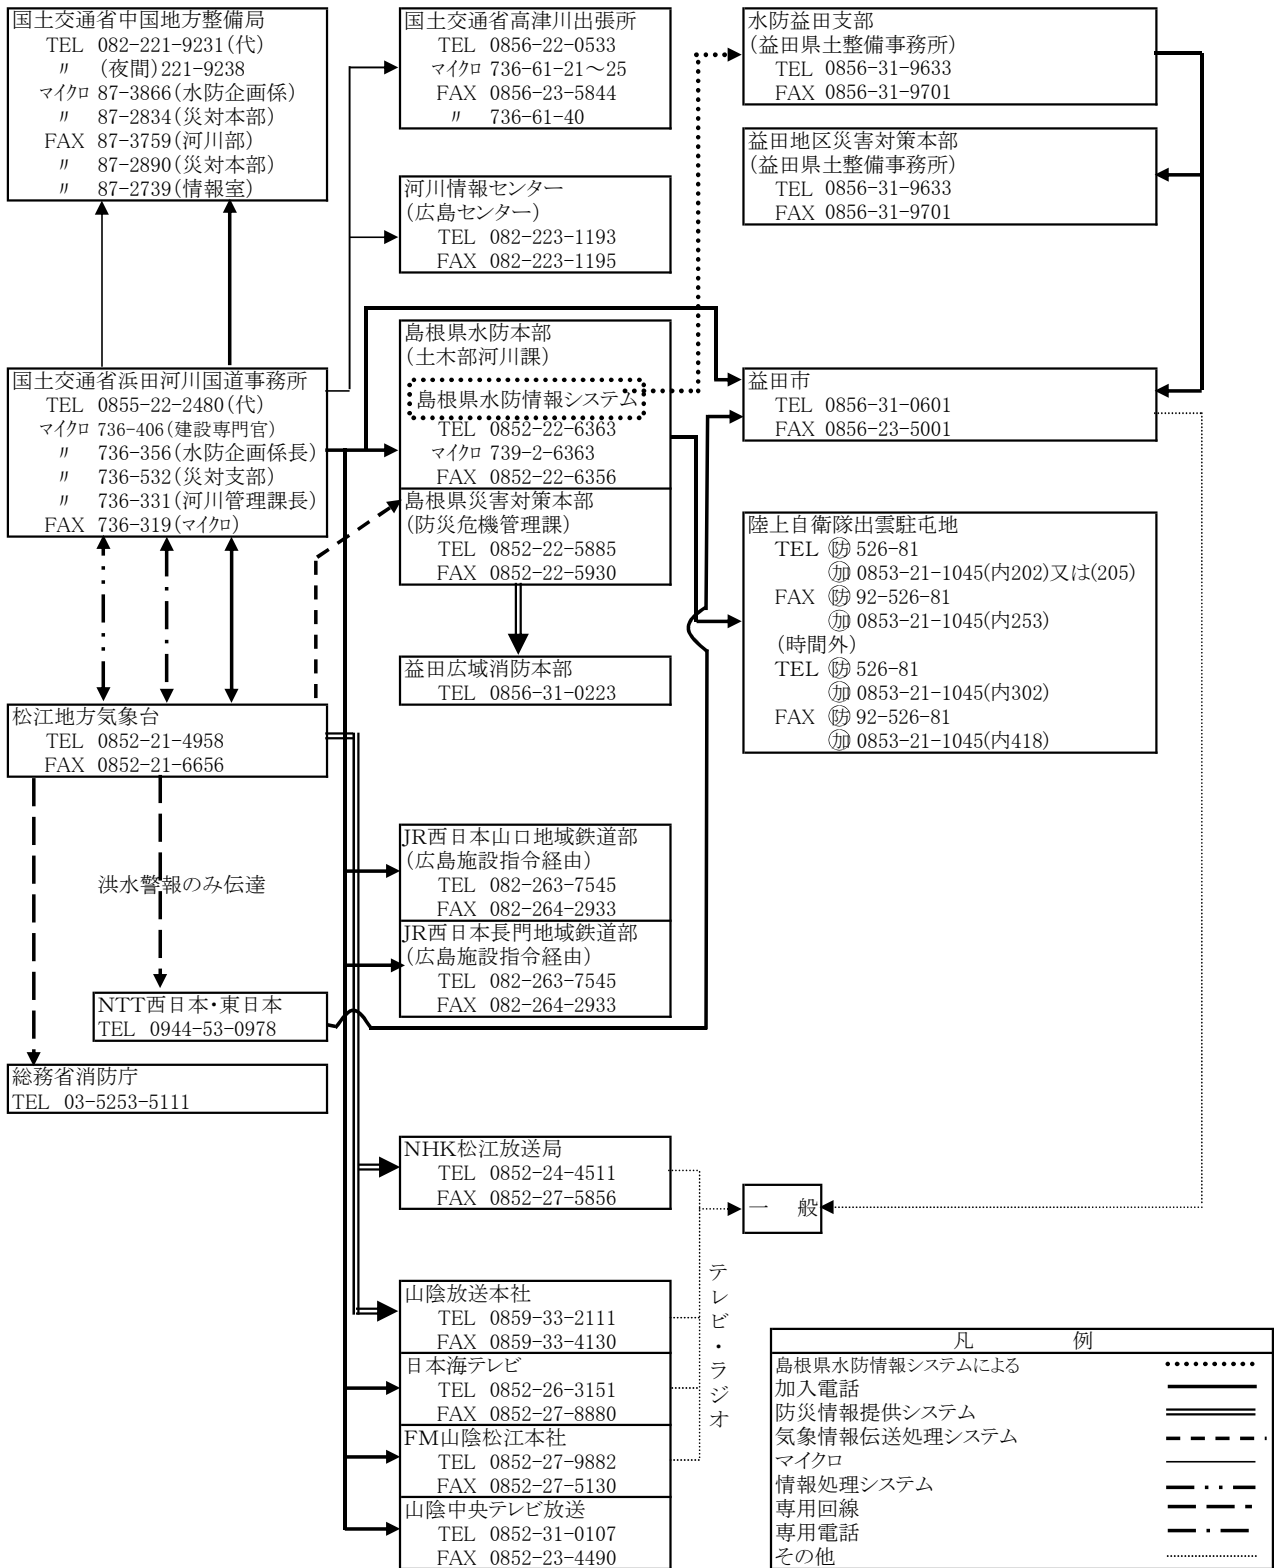 国土交通省中国地方整備局
TEL 082-221-9231(代)
〃 (夜間)221-9238
マイクロ 87-3866(水防企画係)
〃 87-2834(災対本部)
FAX 87-3759(河川部)
〃 87-2890(災対本部)
〃 87-2739(情報室)
国土交通省浜田河川国道事務所
TEL 0855-22-2480(代)
マイクロ 736-406(建設専門官)
〃 736-356(水防企画係長)
〃 736-532(災対支部)
〃 736-331(河川管理課長)
FAX 736-319(マイクロ)
松江地方気象台
TEL 0852-21-4958
FAX 0852-21-6656
洪水警報のみ伝達
NTT西日本・東日本
TEL 0944-53-0978
総務省消防庁
TEL 03-5253-5111
国土交通省高津川出張所
TEL 0856-22-0533
マイクロ 736-61-21~25
FAX 0856-23-5844
〃 736-61-40
河川情報センター
(広島センター)
TEL 082-223-1193
FAX 082-223-1195
島根県水防本部
(土木部河川課)
島根県水防情報システム
TEL 0852-22-6363
マイクロ 739-2-6363
FAX 0852-22-6356
島根県災害対策本部
(防災危機管理課)
TEL 0852-22-5885
FAX 0852-22-5930
益田広域消防本部
TEL 0856-31-0223
JR西日本山口地域鉄道部
(広島施設指令経由)
TEL 082-263-7545
FAX 082-264-2933
JR西日本長門地域鉄道部
(広島施設指令経由)
TEL 082-263-7545
FAX 082-264-2933
NHK松江放送局
TEL 0852-24-4511
FAX 0852-27-5856
山陰放送本社
TEL 0859-33-2111
FAX 0859-33-4130
日本海テレビ
TEL 0852-26-3151
FAX 0852-27-8880
FM山陰松江本社
TEL 0852-27-9882
FAX 0852-27-5130
山陰中央テレビ放送
TEL 0852-31-0107
FAX 0852-23-4490
テレビ・ラジオ
水防益田支部
(益田県土整備事務所)
TEL 0856-31-9633
FAX 0856-31-9701
益田地区災害対策本部
(益田県土整備事務所)
TEL 0856-31-9633
FAX 0856-31-9701
益田市
TEL 0856-31-0601
FAX 0856-23-5001
陸上自衛隊出雲駐屯地
TEL ㊟防 526-81
㊟加 0853-21-1045(内202)又は(205)
FAX ㊟防 92-526-81
㊟加 0853-21-1045(内253)
(時間外)
TEL ㊟防 526-81
㊟加 0853-21-1045(内302)
FAX ㊟防 92-526-81
㊟加 0853-21-1045(内418)
一 般
凡 例
島根県水防情報システムによる
加入電話
防災情報提供システム
気象情報伝送処理システム
マイクロ
情報処理システム
専用回線
専用電話
その他